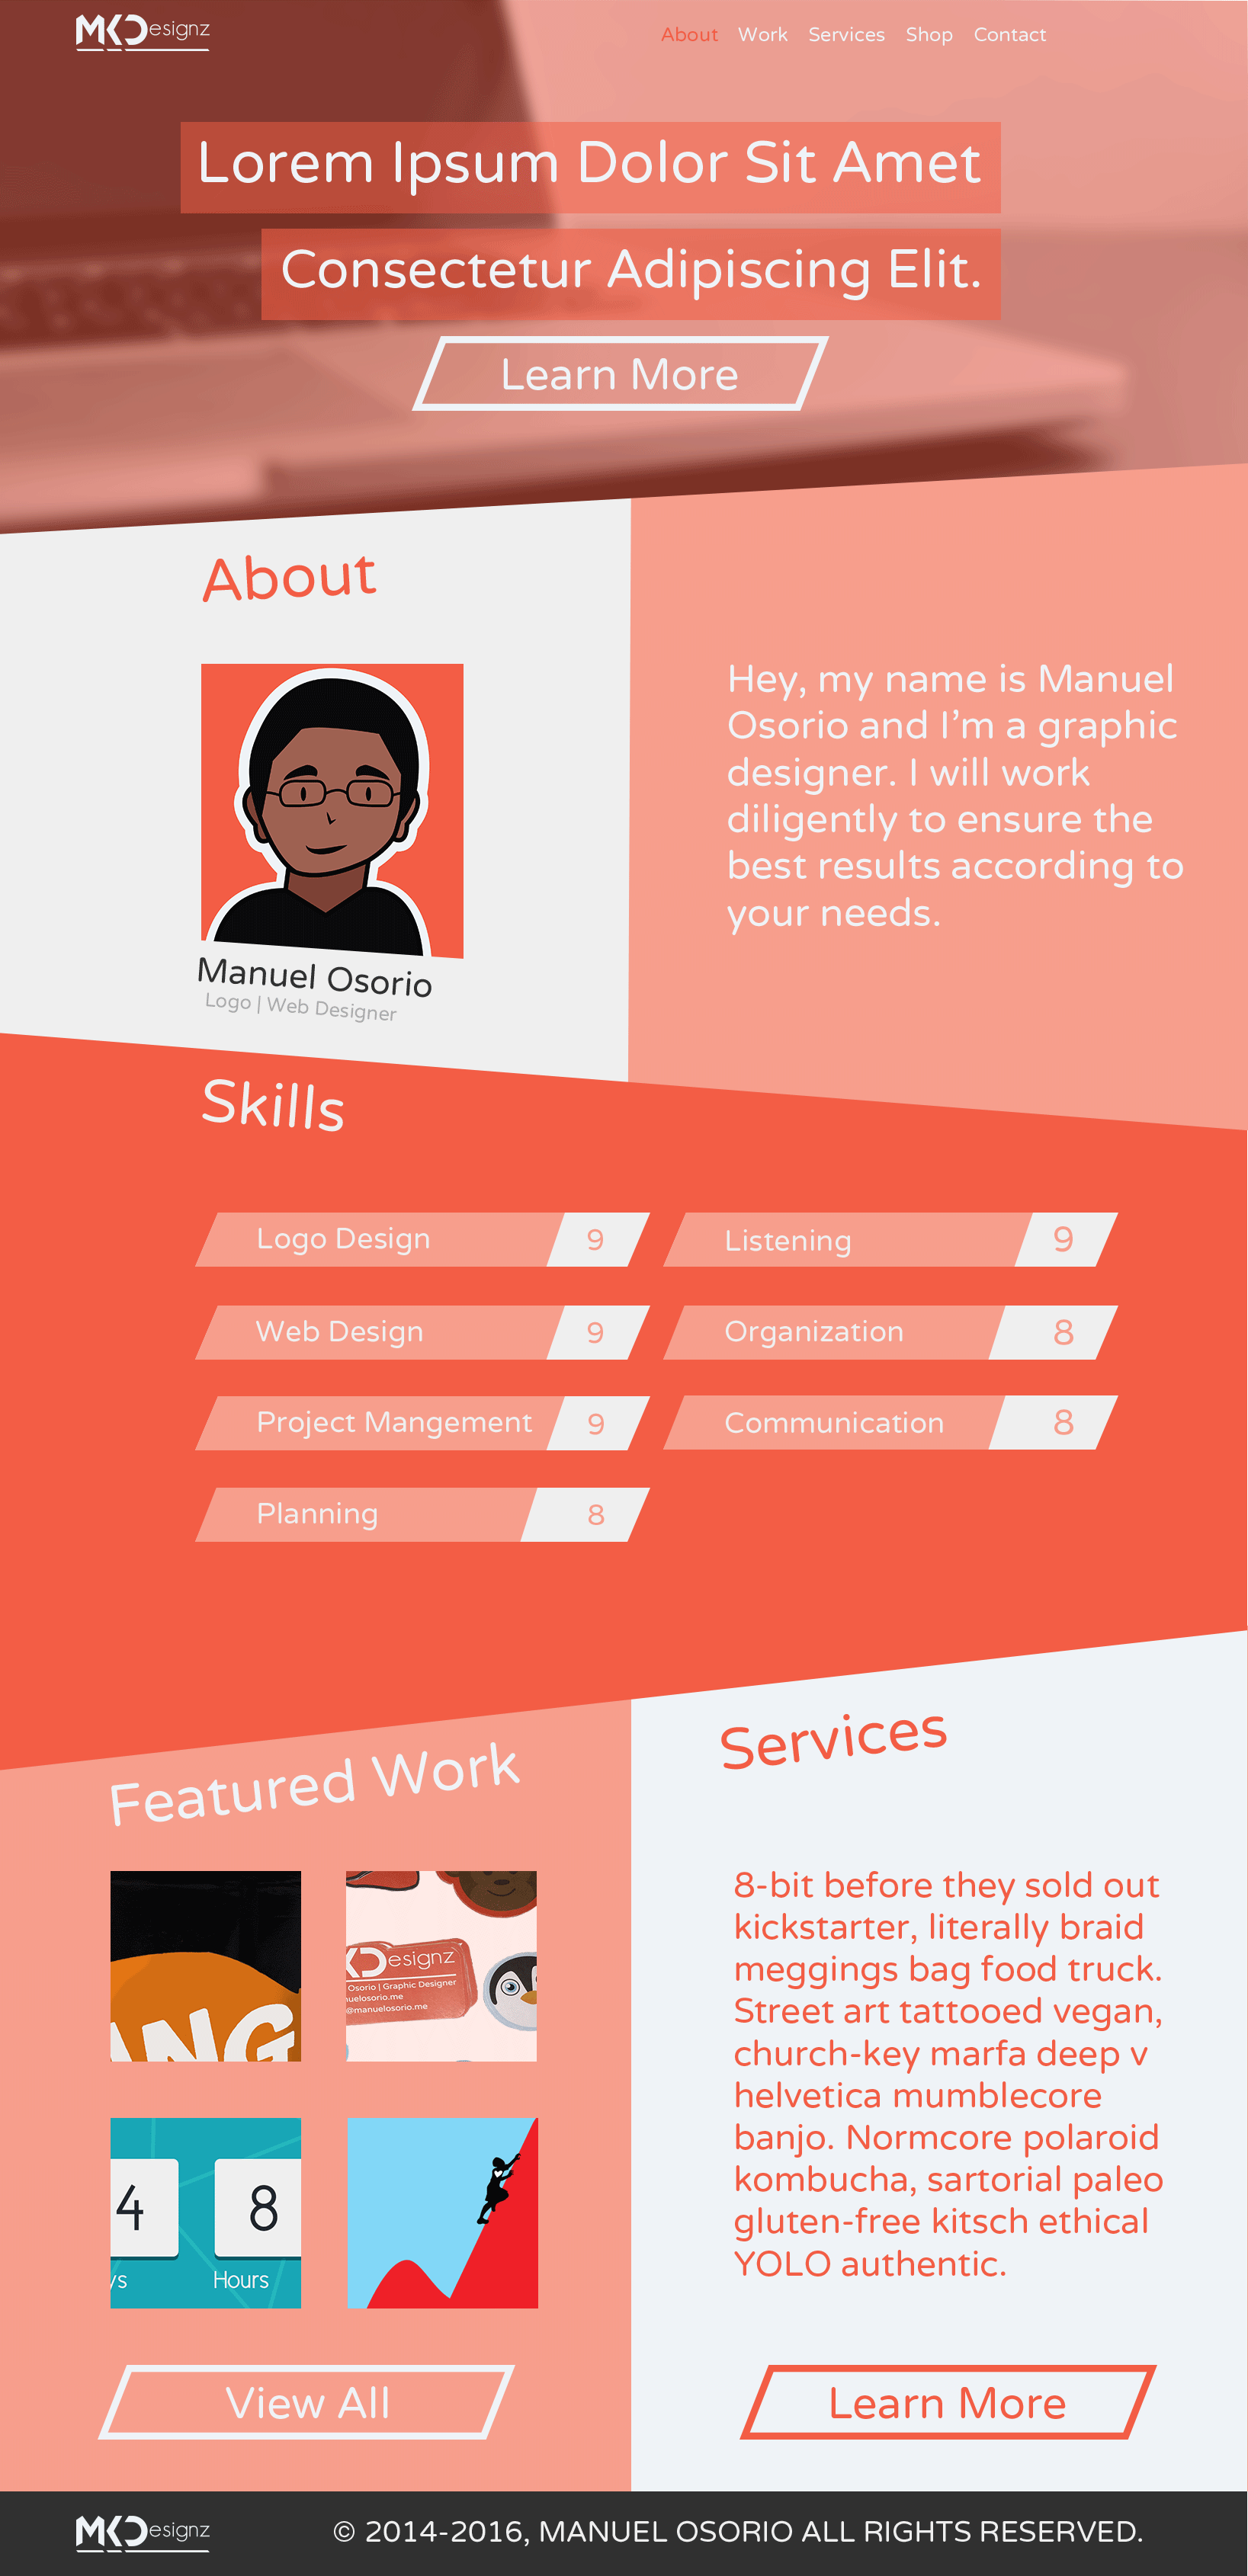 MKDesignz
About Work Services Shop Contact
Lorem Ipsum Dolor Sit Amet
Consectetur Adipiscing Elit.
Learn More
About
Hey, my name is Manuel
Osorio and I’m a graphic
designer. I will work
diligently to ensure the
best results according to
your needs.
Manuel Osorio
Logo | Web Designer
Skills
Logo Design 9
Listening 9
Web Design 9
Organization 8
Project Mangement 9
Communication 8
Planning 8
Featured Work
ANG
KDesignz
Osorio | Graphic Designer
nuelosorio.me
@manuelosorio.me
4 8
ys Hours
View All
Services
8-bit before they sold out
kickstarter, literally braid
meggings bag food truck.
Street art tattooed vegan,
church-key marfa deep v
helvetica mumblecore
banjo. Normcore polaroid
kombucha, sartorial paleo
gluten-free kitsch ethical
YOLO authentic.
Learn More
MKDesignz
© 2014-2016, MANUEL OSORIO ALL RIGHTS RESERVED.